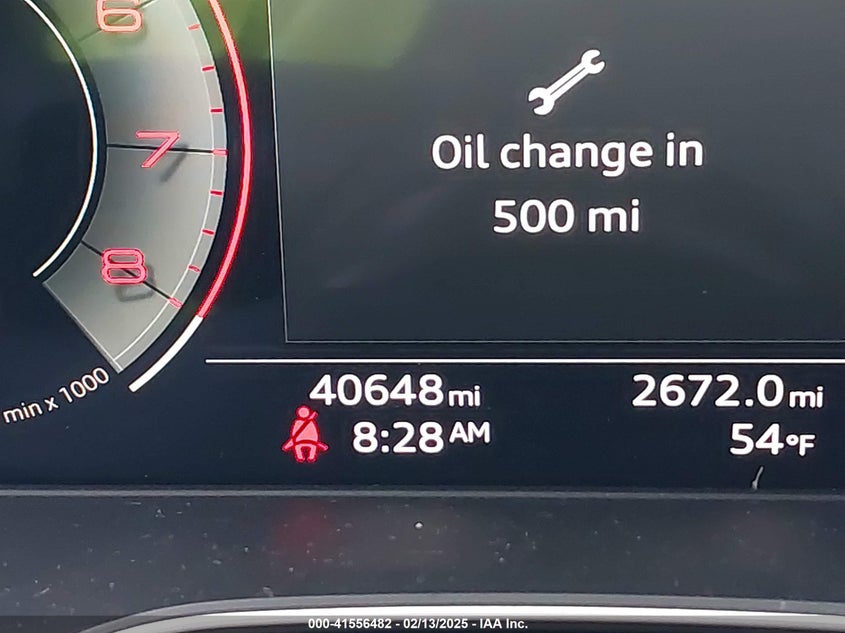 6
7
8
min x 1000
Oil change in
500 mi
40648 mi
2672.0 mi
8:28 AM
54°F
000-41556482 - 02/13/2025 - IAA Inc.